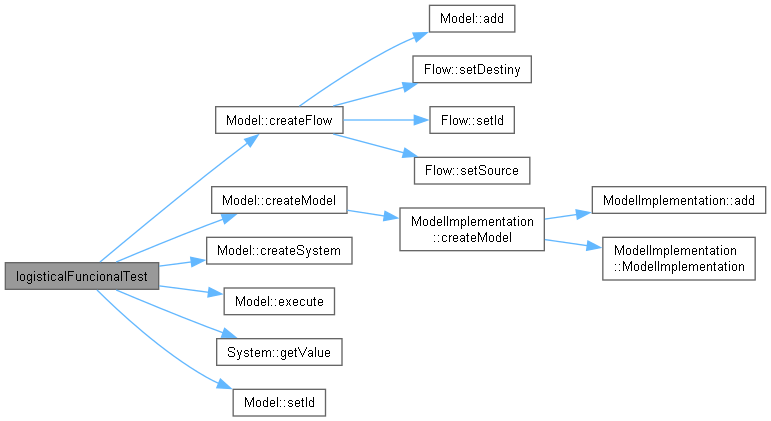 Model::add
Flow::setDestiny
Model::createFlow
Flow::setId
Flow::setSource
Model::createModel
ModelImplementation::add
ModelImplementation
::createModel
Model::createSystem
ModelImplementation
::ModelImplementation
logisticalFuncionalTest
Model::execute
System::getValue
Model::setId